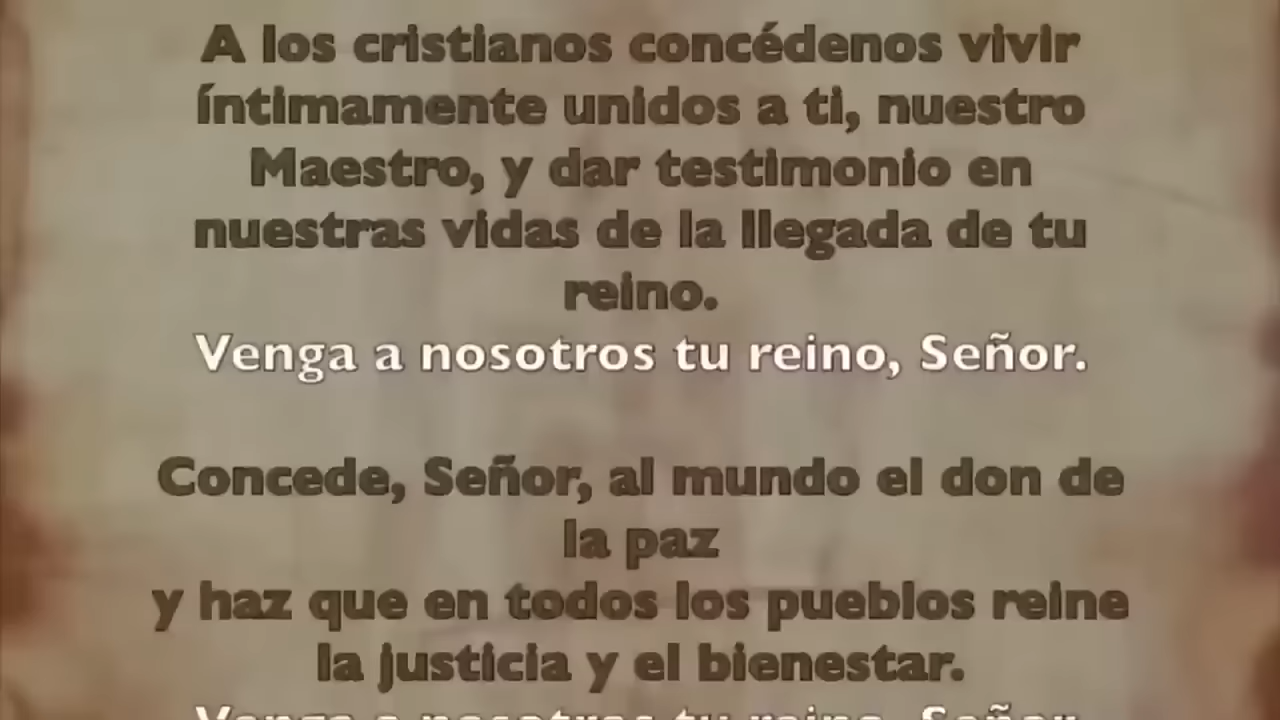 A los cristianos concédenos vivir
íntimamente unidos a ti, nuestro
Maestro, y dar testimonio en
nuestras vidas de la llegada de tu
reino.
Venga a nosotros tu reino, Señor.
Concede, Señor, al mundo el don de
la paz
y haz que en todos los pueblos reine
la justicia y el bienestar.
Venga a nosotros tu reino, Señor.